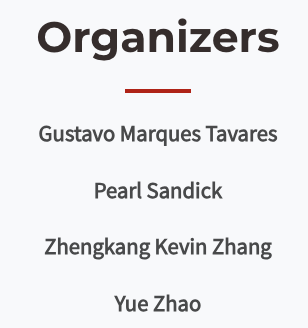 Organizers
Gustavo Marques Tavares
Pearl Sandick
Zhengkang Kevin Zhang
Yue Zhao